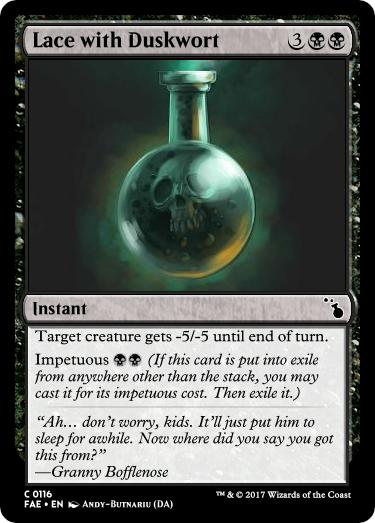 Lace with Duskwort 3
Instant
Target creature gets -5/-5 until end of turn.
Impetuous (If this card is put into exile
from anywhere other than the stack, you may
cast it for its impetuous cost. Then exile it.)
“Ah… don’t worry, kids. It’ll just put him to
sleep for awhile. Now where did you say you got
this from?”
—Granny Bofflenose
C 0116
FAE • EN Andy-Butnariu (DA)
™ & © 2017 Wizards of the Coast